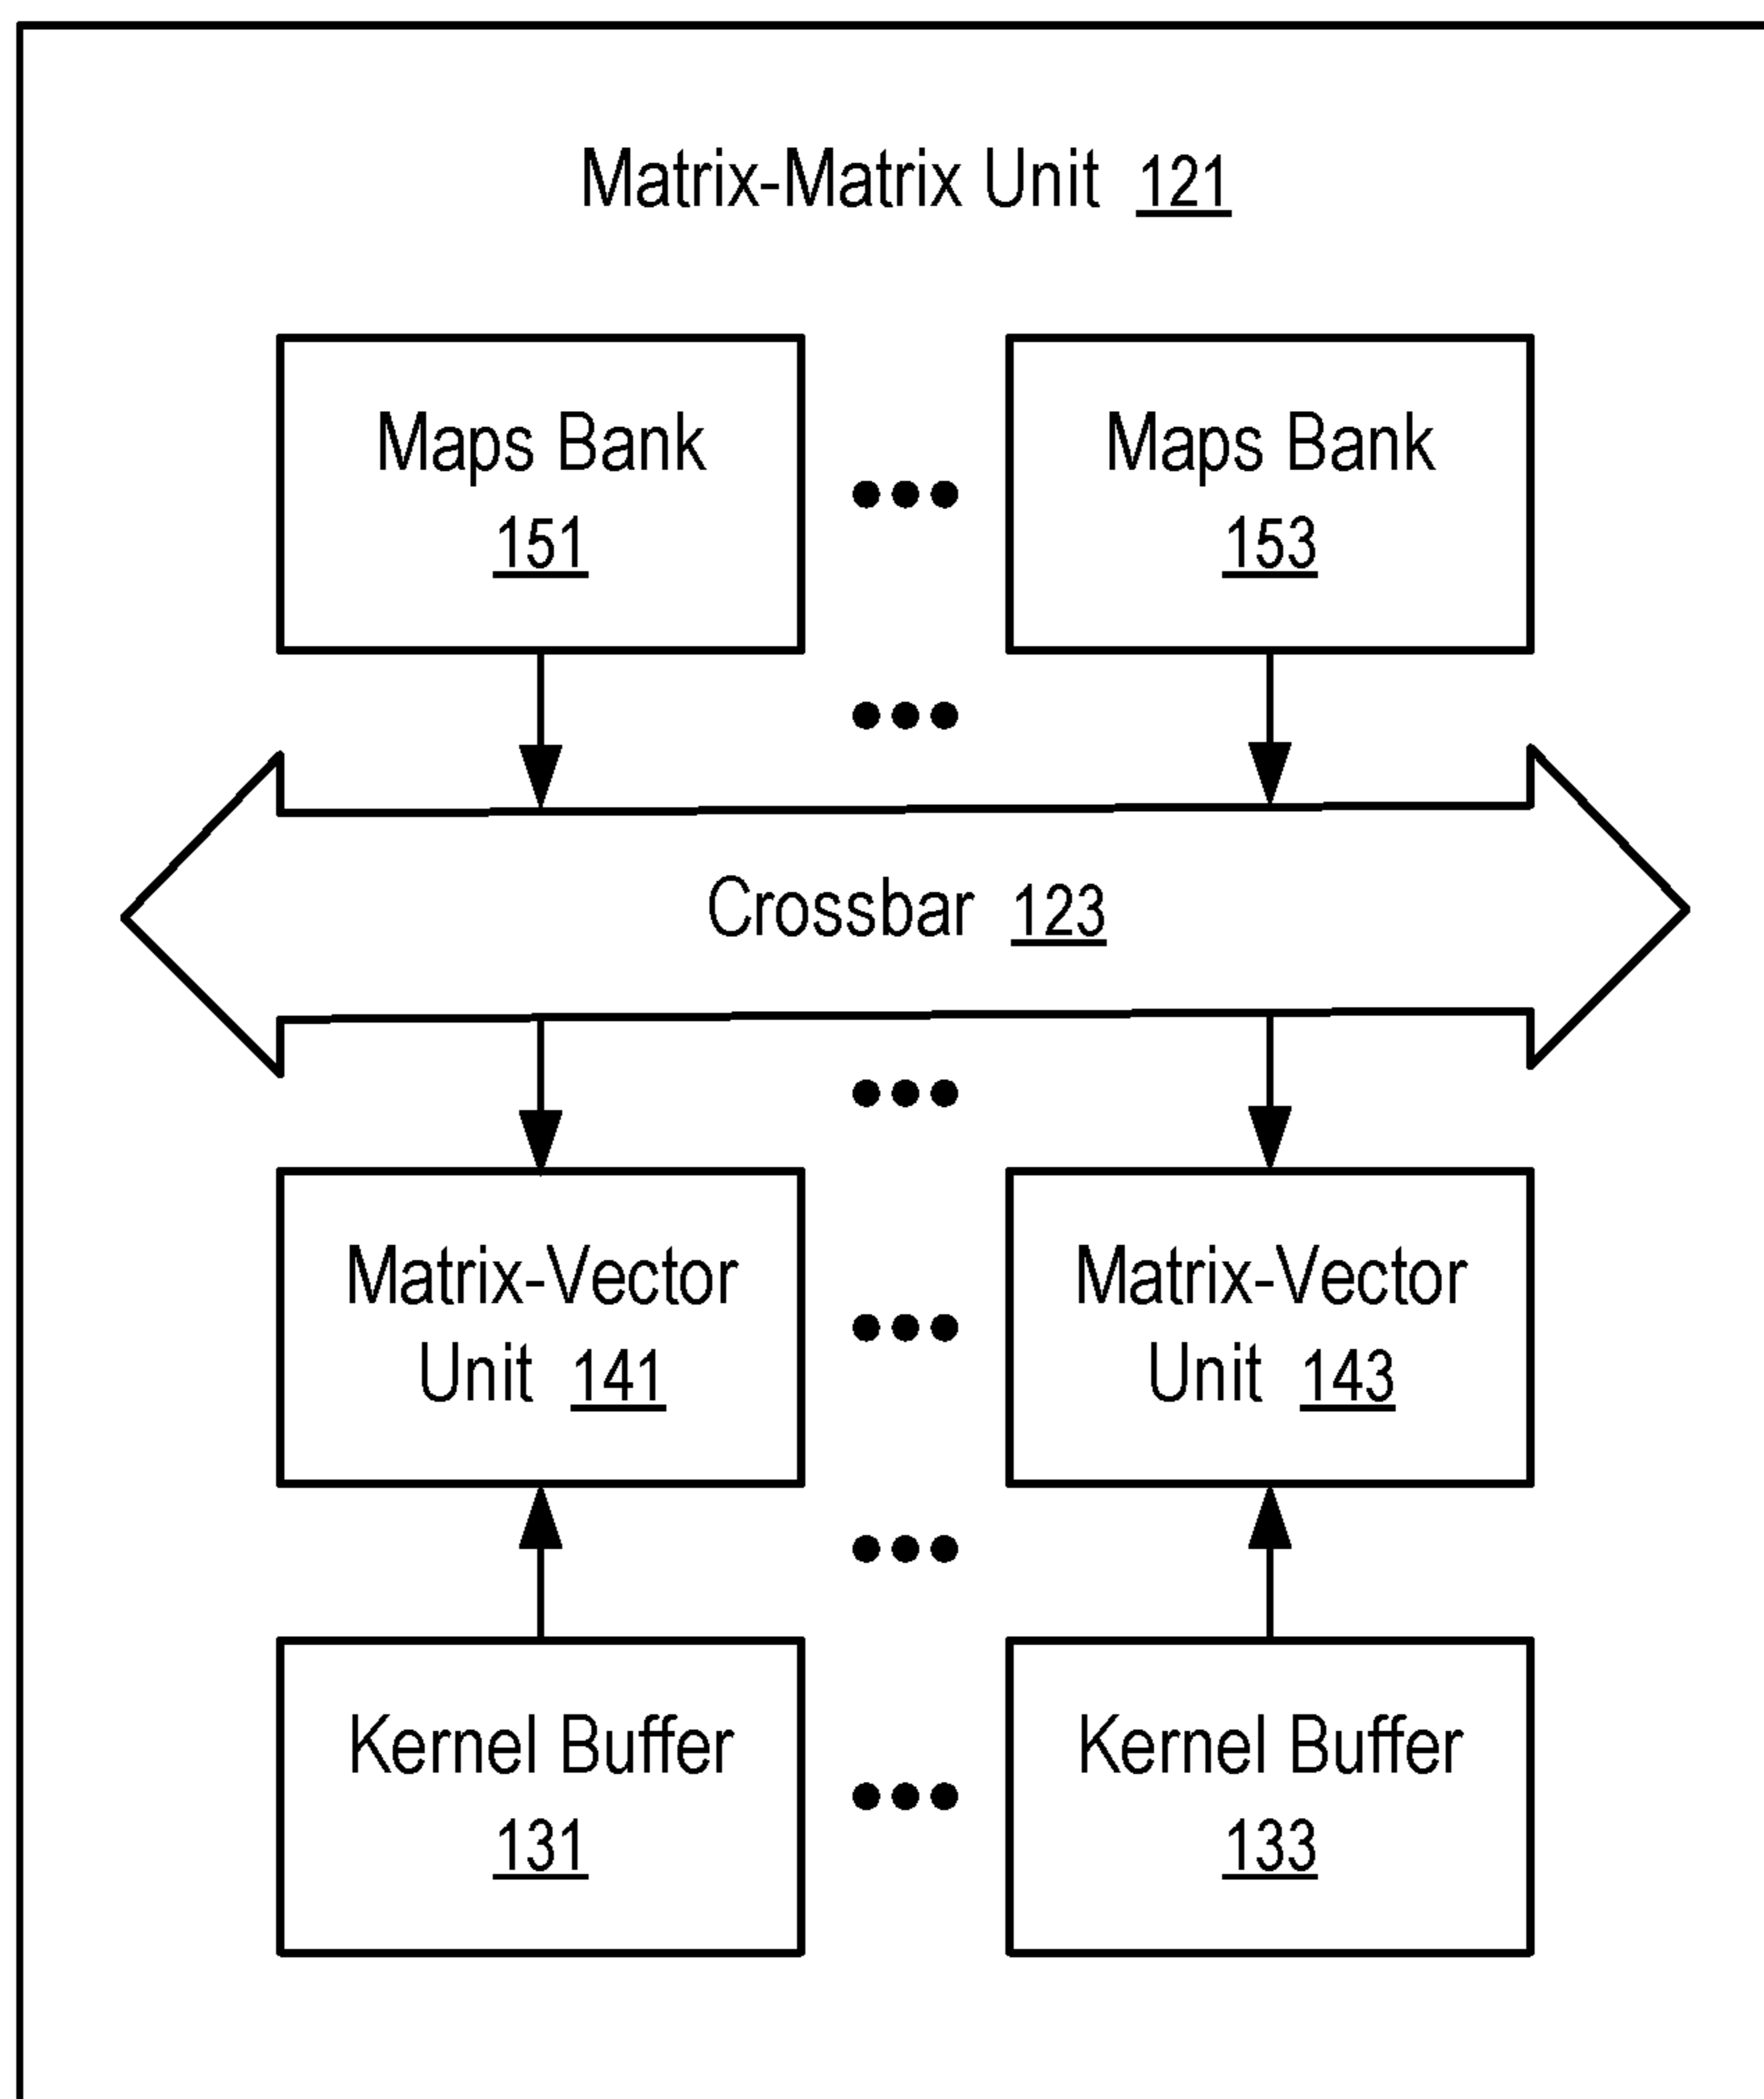 Matrix-Matrix Unit 121
Maps Bank
151
Maps Bank
153
Crossbar 123
Matrix-Vector
Unit 141
Matrix-Vector
Unit 143
Kernel Buffer
131
Kernel Buffer
133